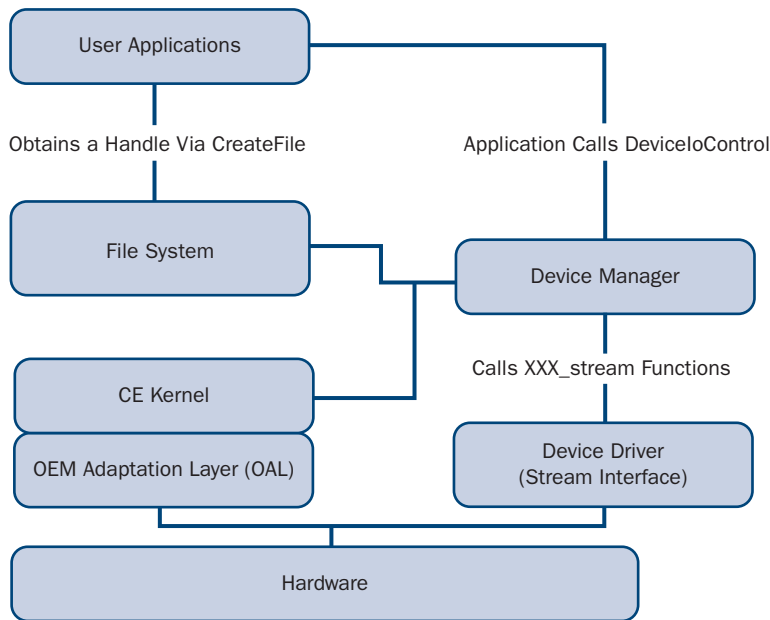 User Applications
Obtains a Handle Via CreateFile
Application Calls DeviceIoControl
File System
Device Manager
Calls XXX_stream Functions
CE Kernel
OEM Adaptation Layer (OAL)
Device Driver
(Stream Interface)
Hardware